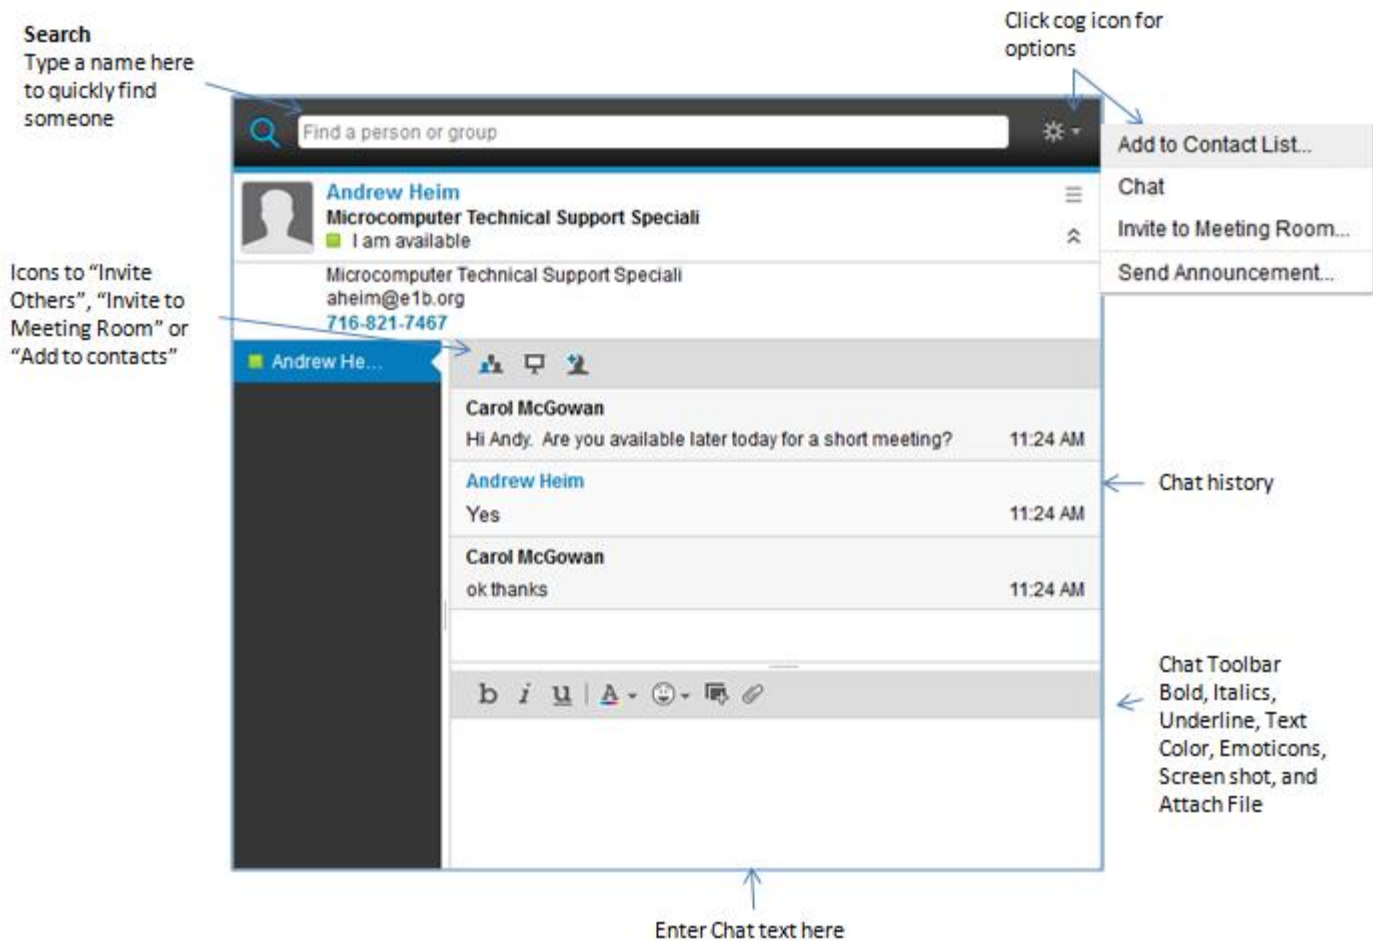 Search
Type a name here
to quickly find
someone
Click cog icon for
options
Find a person or group
Add to Contact List...
Chat
Invite to Meeting Room...
Send Announcement...
Andrew Heim
Microcomputer Technical Support Speciali
I am available
Microcomputer Technical Support Speciali
aheim@e1b.org
716-821-7467
Icons to “Invite
Others”, “Invite to
Meeting Room” or
“Add to contacts”
Andrew He...
Carol McGowan
Hi Andy.  Are you available later today for a short meeting? 11:24 AM
Andrew Heim
Yes 11:24 AM
Carol McGowan
ok thanks 11:24 AM
Chat history
b i u A
Chat Toolbar
Bold, Italics,
Underline, Text
Color, Emoticons,
Screen shot, and
Attach File
Enter Chat text here